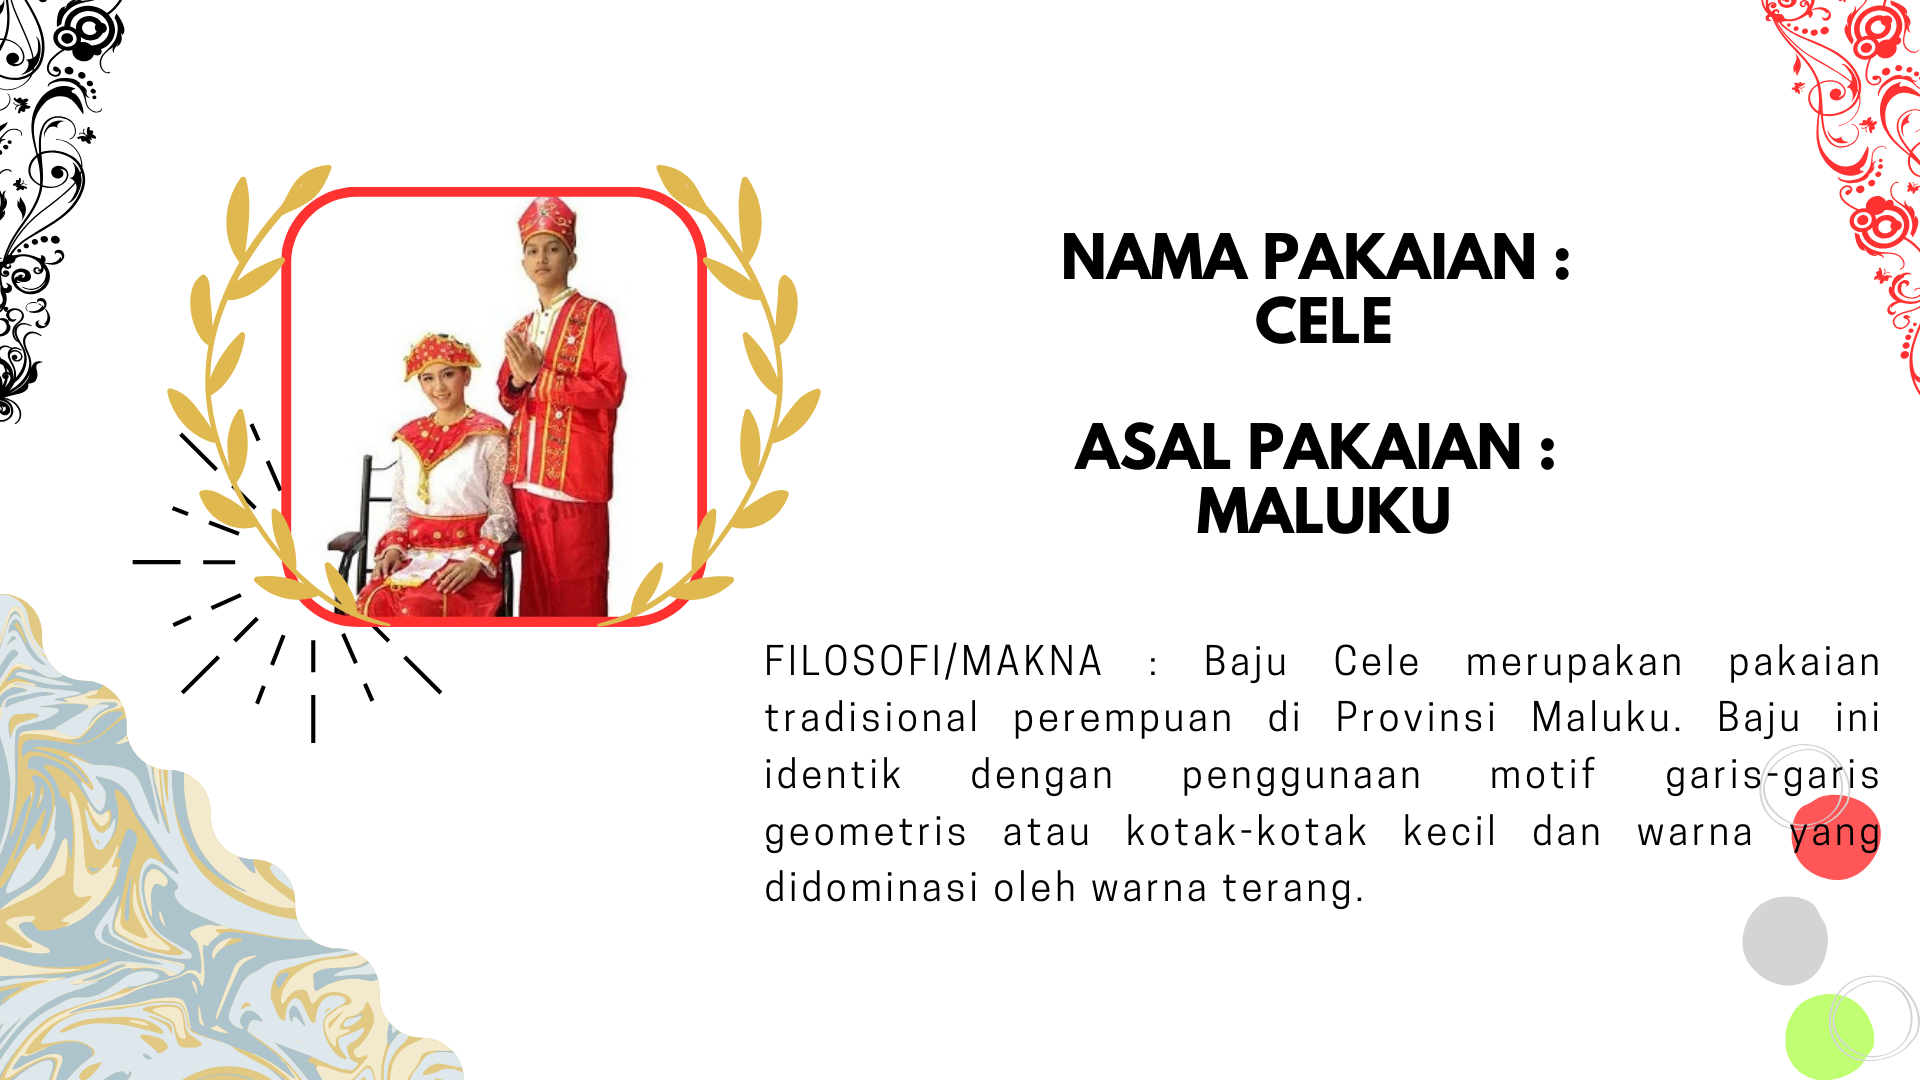 NAMA PAKAIAN :
CELE
ASAL PAKAIAN :
MALUKU
FILOSOFI/MAKNA : Baju Cele merupakan pakaian
tradisional perempuan di Provinsi Maluku. Baju ini
identik dengan penggunaan motif garis-garis
geometris atau kotak-kotak kecil dan warna yang
didominasi oleh warna terang.